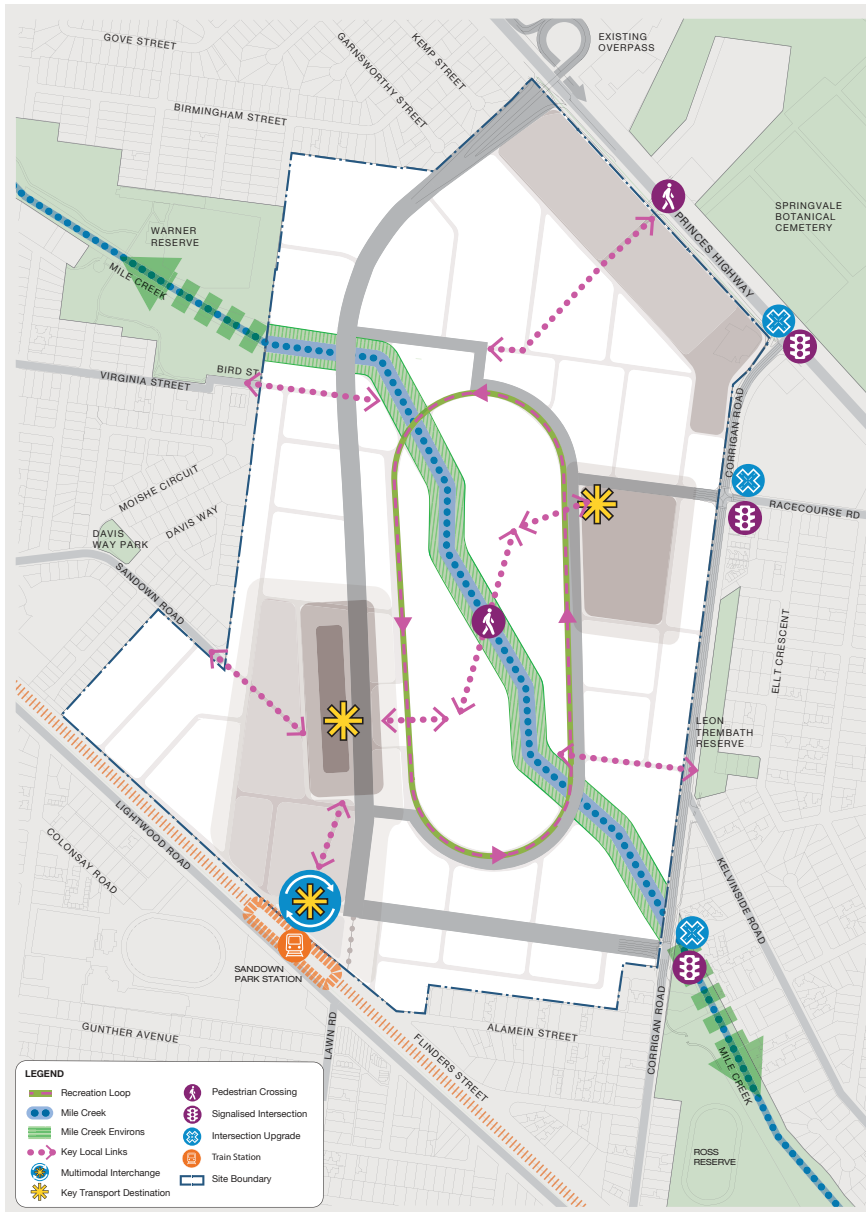 GOVE STREET
GARNSWORTHY STREET
KEMP STREET
EXISTING
OVERPASS
BIRMINGHAM STREET
WARNER
RESERVE
MILE CREEK
PRINCES HIGHWAY
SPRINGVALE
BOTANICAL
CEMETERY
BIRD ST
VIRGINIA STREET
CORRIGAN ROAD
MOISHE CIRCUIT
RACECOURSE RD
DAVIS
WAY PARK
DAVIS WAY
SANDOWN ROAD
ELLT CRESCENT
LEON
TREMBATH
RESERVE
LIGHTWOOD ROAD
COLONSAY ROAD
KELVINSIDE ROAD
SANDOWN
PARK STATION
GUNTHER AVENUE
LAWN RD
FLINDERS STREET
ALAMEIN STREET
CORRIGAN ROAD
MILE CREEK
ROSS
RESERVE
LEGEND
Recreation Loop
Mile Creek
Mile Creek Environs
Key Local Links
Multimodal Interchange
Key Transport Destination
Pedestrian Crossing
Signalised Intersection
Intersection Upgrade
Train Station
Site Boundary